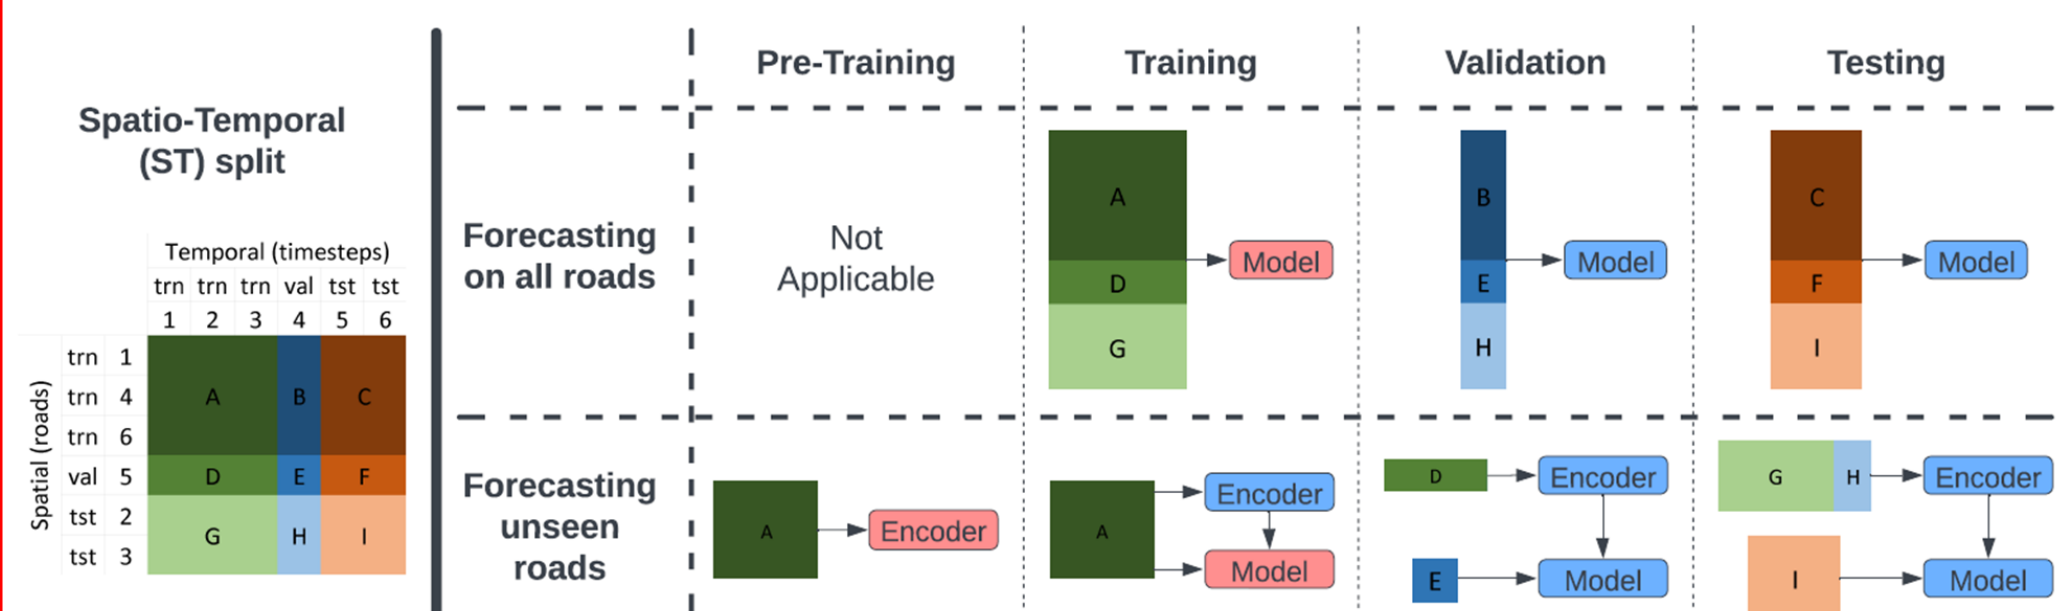 Spatio-Temporal
(ST) split
Temporal (timesteps)
trn trn trn val tst tst
1 2 3 4 5 6
Spatial (roads)
trn 1
trn 4
trn 6
val 5
tst 2
tst 3
A B C
D E F
G H I
Pre-Training Training Validation Testing
Forecasting
on all roads
Not
Applicable
A
D
G
Model
B
E
H
Model
C
F
I
Model
Forecasting
unseen
roads
A
Encoder
A
Encoder
Model
D
Encoder
E
Model
G H
Encoder
I
Model